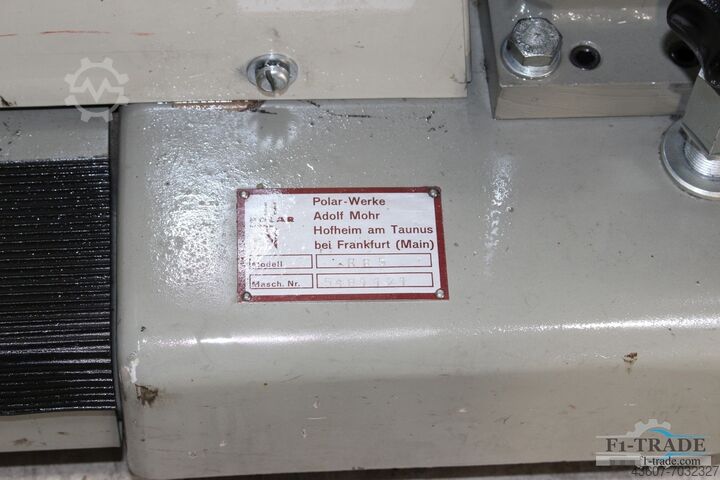 POLAR
Polar-Werke
Adolf Mohr
Hofheim am Taunus
bei Frankfurt (Main)
Modell
Masch. Nr.
F1-TRADE
1-trade.com
43607-7032327